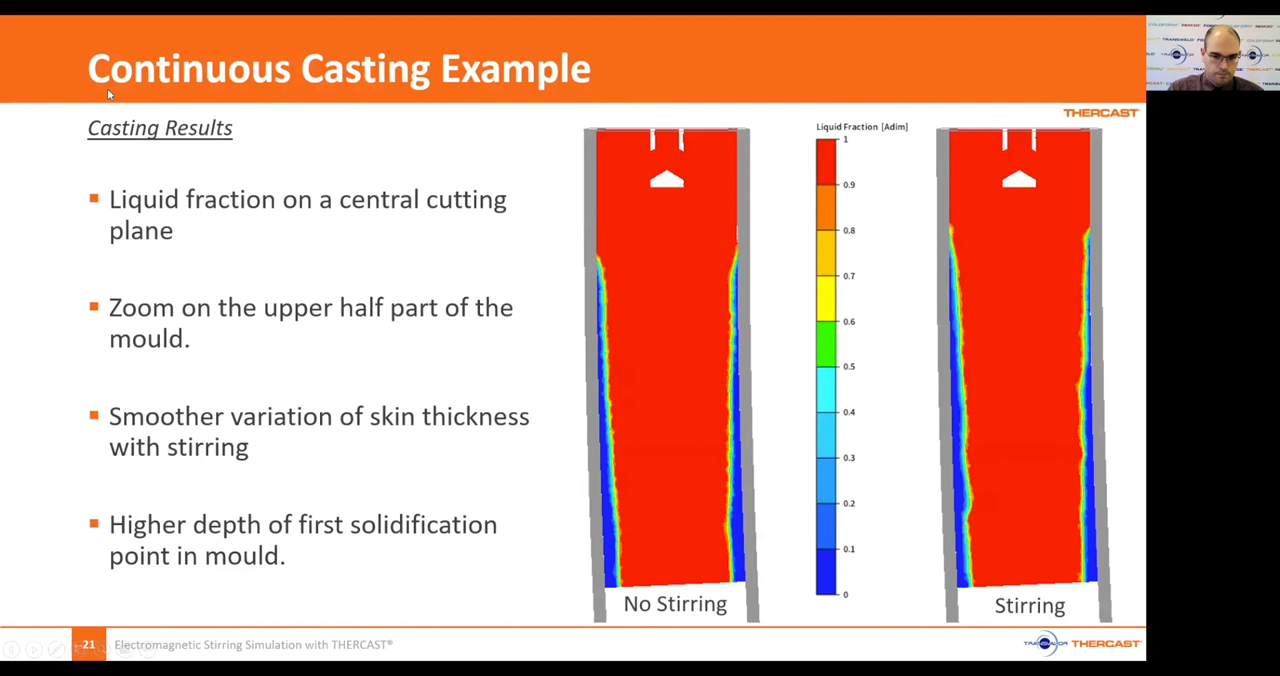 Continuous Casting Example
THERCAST
Casting Results
Liquid fraction on a central cutting
plane
Zoom on the upper half part of the
mould.
Smoother variation of skin thickness
with stirring
Higher depth of first solidification
point in mould.
Liquid Fraction [Adim]
1
0.9
0.8
0.7
0.6
0.5
0.4
0.3
0.2
0.1
0
No Stirring
Stirring
21
Electromagnetic Stirring Simulation with THERCAST®
TRANSVALOR
THERCAST